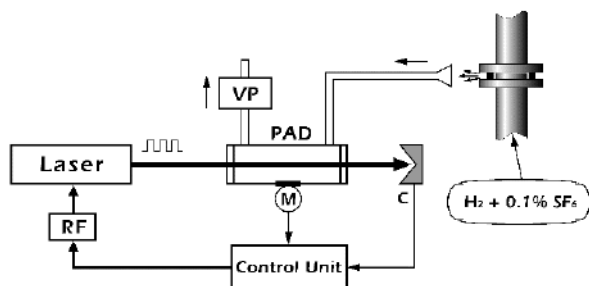 VP
PAD
Laser
M
C
H₂ + 0.1% SF₆
RF
Control Unit